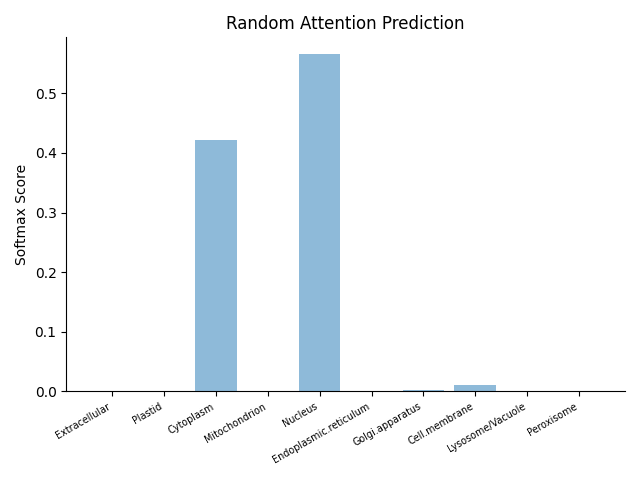 Random Attention Prediction
Softmax Score
0.5
0.4
0.3
0.2
0.1
0.0
Extracellular
Plastid
Cytoplasm
Mitochondrion
Nucleus
Endoplasmic.reticulum
Golgi.apparatus
Cell.membrane
Lysosome/Vacuole
Peroxisome